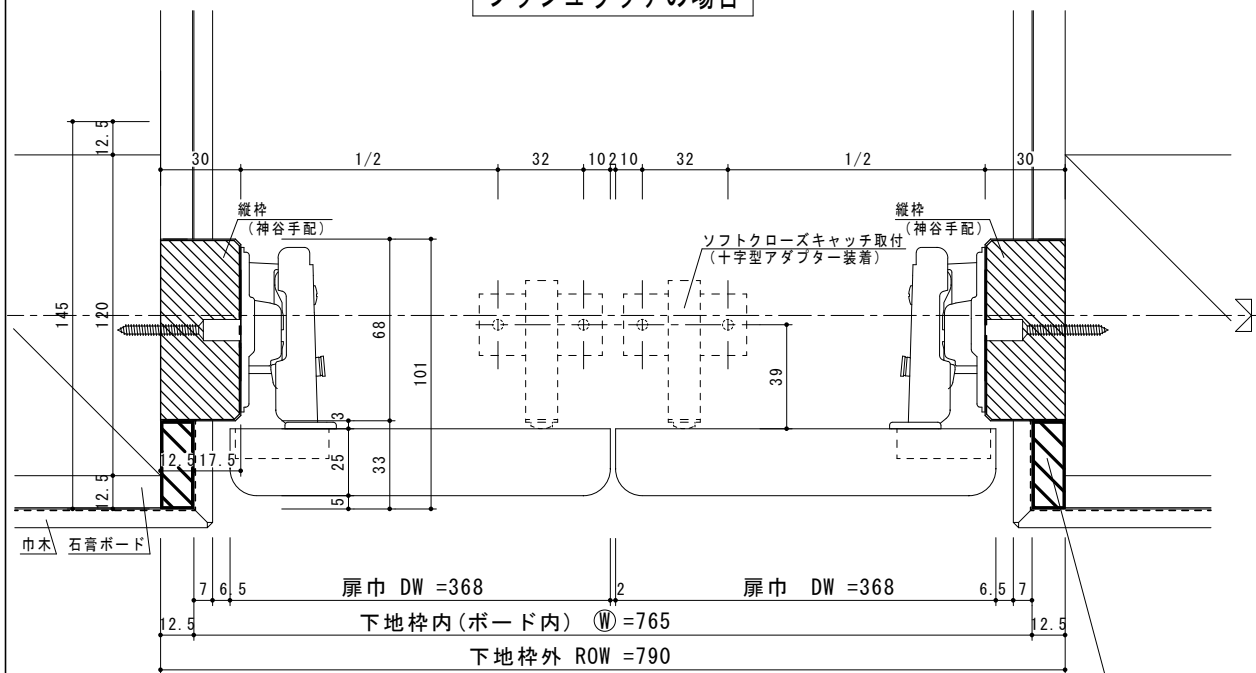 プッシュラッチの場合
30 1/2 32 10 2 10 32 1/2 30
縦枠
(神谷手配)
縦枠
(神谷手配)
ソフトクローズキャッチ取付
(十字型アダプター装着)
12.5
145
120
12.5
68
101
39
3
25
33
5
12.5 17.5
巾木 石膏ボード
7 6.5 扉巾 DW =368 2 扉巾 DW =368 6.5 7
12.5 下地枠内(ボード内) Ⓦ =765 12.5
下地枠外 ROW =790